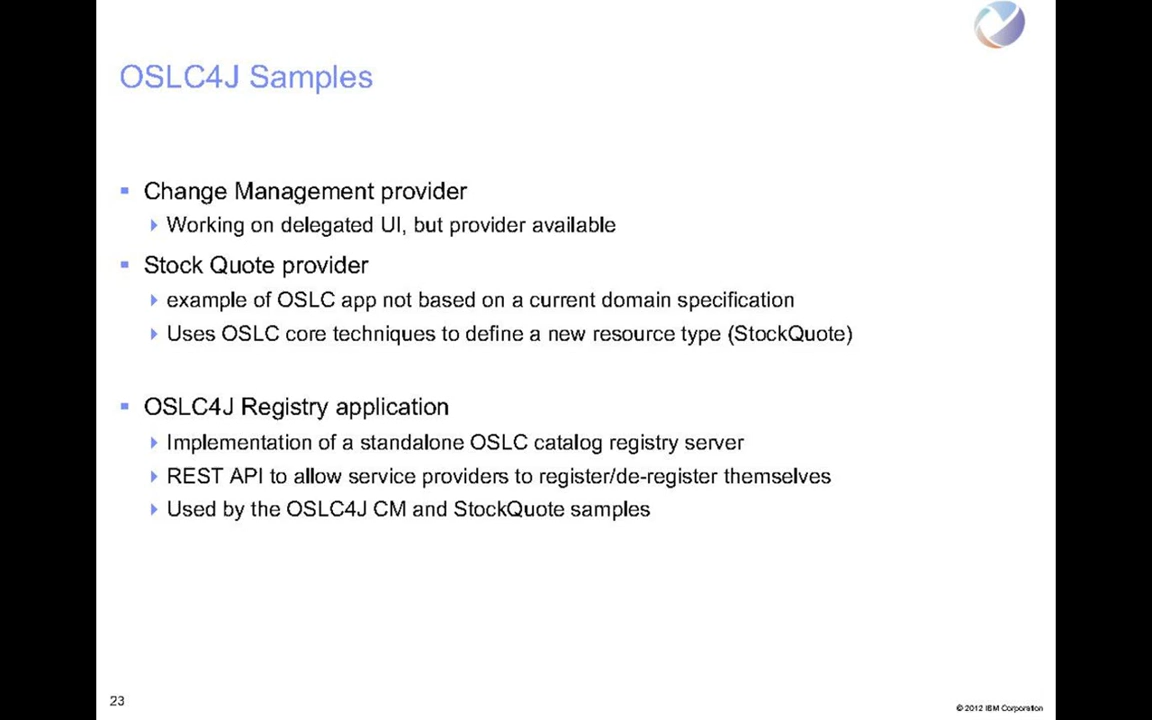 OSLC4J Samples
Change Management provider
Working on delegated UI, but provider available
Stock Quote provider
example of OSLC app not based on a current domain specification
Uses OSLC core techniques to define a new resource type (StockQuote)
OSLC4J Registry application
Implementation of a standalone OSLC catalog registry server
REST API to allow service providers to register/de-register themselves
Used by the OSLC4J CM and StockQuote samples
23
© 2012 IBM Corporation